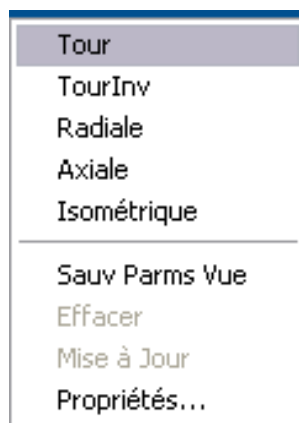 Tour
TourInv
Radiale
Axiale
Isométrique
Sauv Parms Vue
Effacer
Mise à Jour
Propriétés...